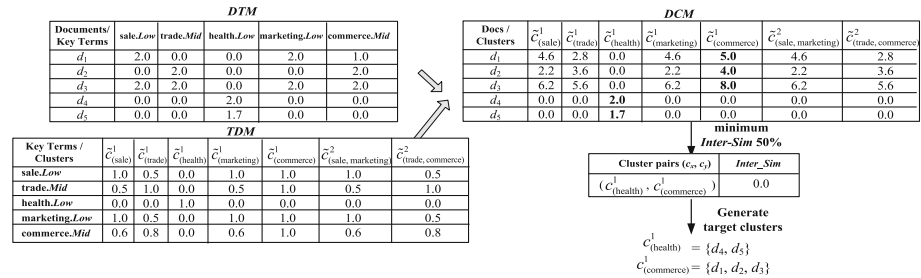 DTM
Documents/ Key Terms sale.Low trade.Mid health.Low marketing.Low commerce.Mid
d1 2.0 0.0 0.0 2.0 1.0
d2 0.0 2.0 0.0 0.0 2.0
d3 2.0 2.0 0.0 2.0 2.0
d4 0.0 0.0 2.0 0.0 0.0
d5 0.0 0.0 1.7 0.0 0.0
TDM
Key Terms / Clusters c̃1(sale) c̃1(trade) c̃1(health) c̃1(marketing) c̃1(commerce) c̃2(sale, marketing) c̃2(trade, commerce)
sale.Low 1.0 0.5 0.0 1.0 1.0 1.0 0.5
trade.Mid 0.5 1.0 0.0 0.5 1.0 0.5 1.0
health.Low 0.0 0.0 1.0 0.0 0.0 0.0 0.0
marketing.Low 1.0 0.5 0.0 1.0 1.0 1.0 0.5
commerce.Mid 0.6 0.8 0.0 0.6 1.0 0.6 0.8
DCM
Docs / Clusters c̃1(sale) c̃1(trade) c̃1(health) c̃1(marketing) c̃1(commerce) c̃2(sale, marketing) c̃2(trade, commerce)
d1 4.6 2.8 0.0 4.6 5.0 4.6 2.8
d2 2.2 3.6 0.0 2.2 4.0 2.2 3.6
d3 6.2 5.6 0.0 6.2 8.0 6.2 5.6
d4 0.0 0.0 2.0 0.0 0.0 0.0 0.0
d5 0.0 0.0 1.7 0.0 0.0 0.0 0.0
minimum
Inter-Sim 50%
Cluster pairs (cx, cy) Inter_Sim
(c1(health) , c1(commerce)) 0.0
Generate
target clusters
c1(health) = {d4, d5}
c1(commerce) = {d1, d2, d3}